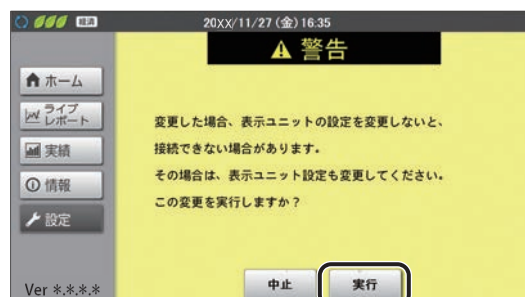 経済 20XX/11/27(金)16:35
警告
ホーム
ライブ
レポート
実績
情報
設定
変更した場合、表示ユニットの設定を変更しないと、
接続できない場合があります。
その場合は、表示ユニット設定も変更してください。
この変更を実行しますか？
中止 実行
Ver *.*.*.*